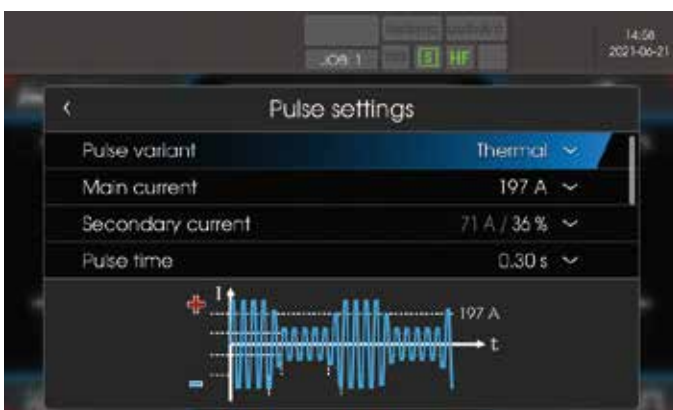 14:58
JOB 1 S HF 2021-06-21
< Pulse settings
Pulse variant Thermal
Main current 197 A
Secondary current 71 A / 36 %
Pulse time 0.30 s
+ I
197 A
t
-